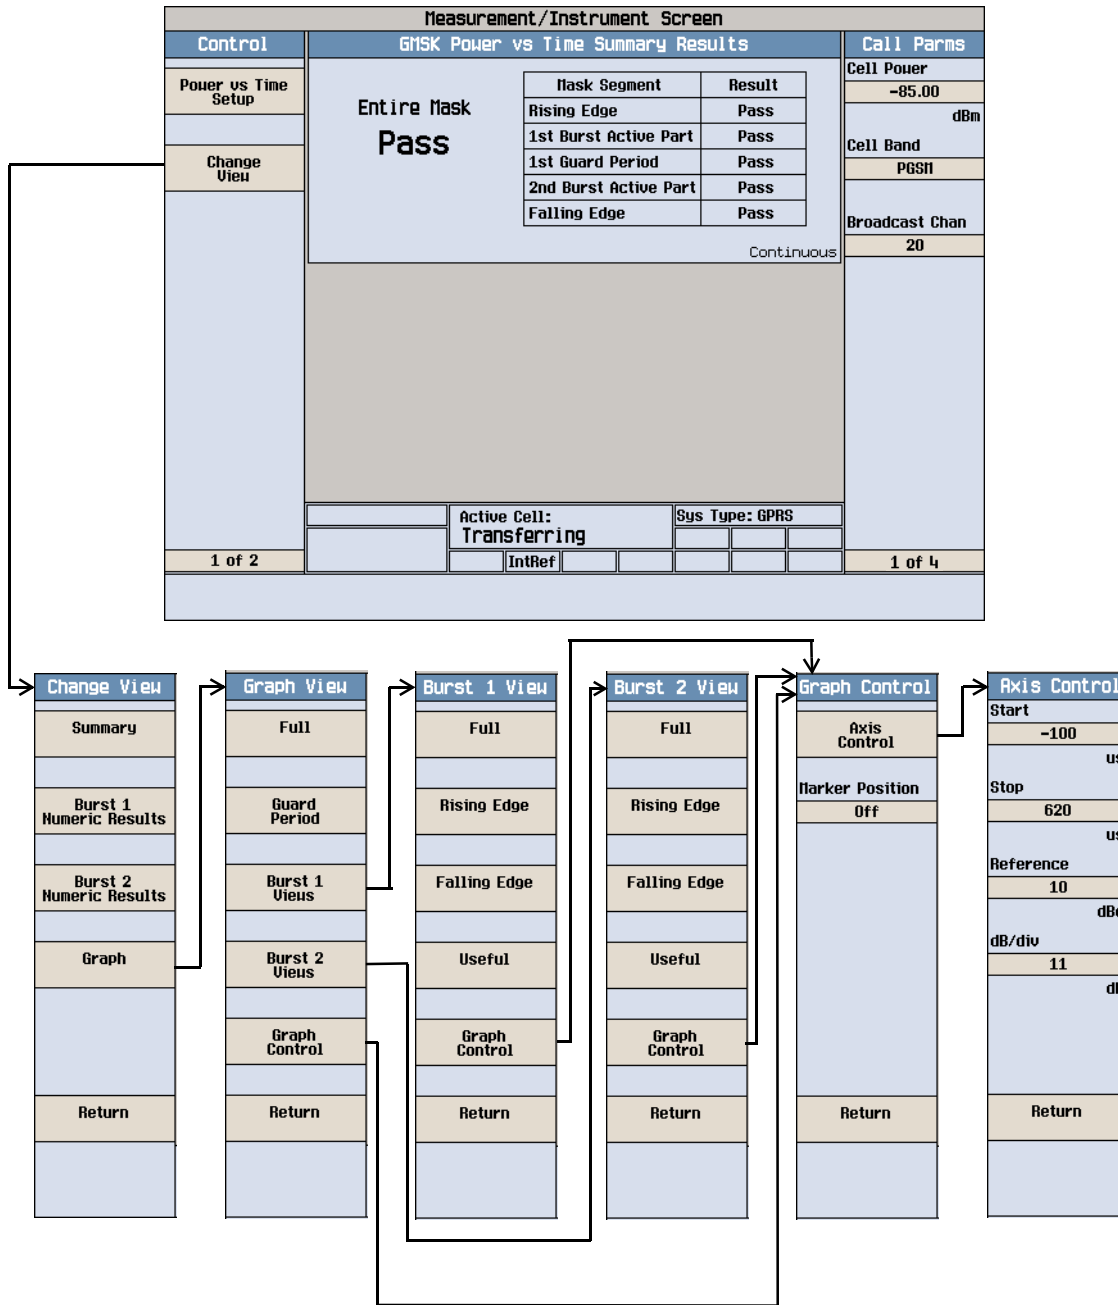 Measurement/Instrument Screen
Control
Power vs Time
Setup
Change
View
1 of 2
GMSK Power vs Time Summary Results
Entire Mask
Pass
Mask Segment Result
Rising Edge Pass
1st Burst Active Part Pass
1st Guard Period Pass
2nd Burst Active Part Pass
Falling Edge Pass
Continuous
Active Cell:
Transferring
Sys Type: GPRS
IntRef
Call Parms
Cell Power
-85.00
dBm
Cell Band
PGSM
Broadcast Chan
20
1 of 4
Change View
Summary
Burst 1
Numeric Results
Burst 2
Numeric Results
Graph
Return
Graph View
Full
Guard
Period
Burst 1
Views
Burst 2
Views
Graph
Control
Return
Burst 1 View
Full
Rising Edge
Falling Edge
Useful
Graph
Control
Return
Burst 2 View
Full
Rising Edge
Falling Edge
Useful
Graph
Control
Return
Graph Control
Axis
Control
Marker Position
Off
Return
Axis Control
Start
-100
us
Stop
620
us
Reference
10
dB/div
11
Return